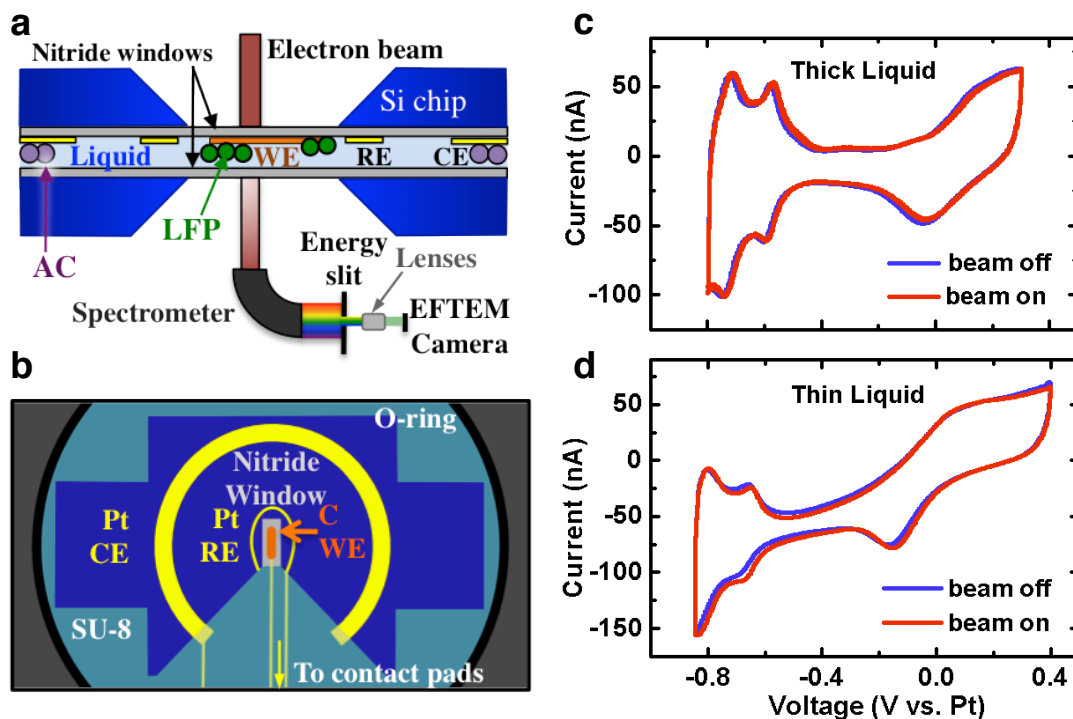 a
Nitride windows
Electron beam
Si chip
Liquid
WE
RE
CE
LFP
AC
Energy
slit
Lenses
Spectrometer
EFTEM
Camera
b
O-ring
Nitride
Window
Pt
CE
Pt
RE
C
WE
SU-8
To contact pads
c
Thick Liquid
50
0
-50
-100
Current (nA)
beam off
beam on
d
Thin Liquid
50
0
-50
-100
-150
Current (nA)
beam off
beam on
-0.8
-0.4
0.0
0.4
Voltage (V vs. Pt)